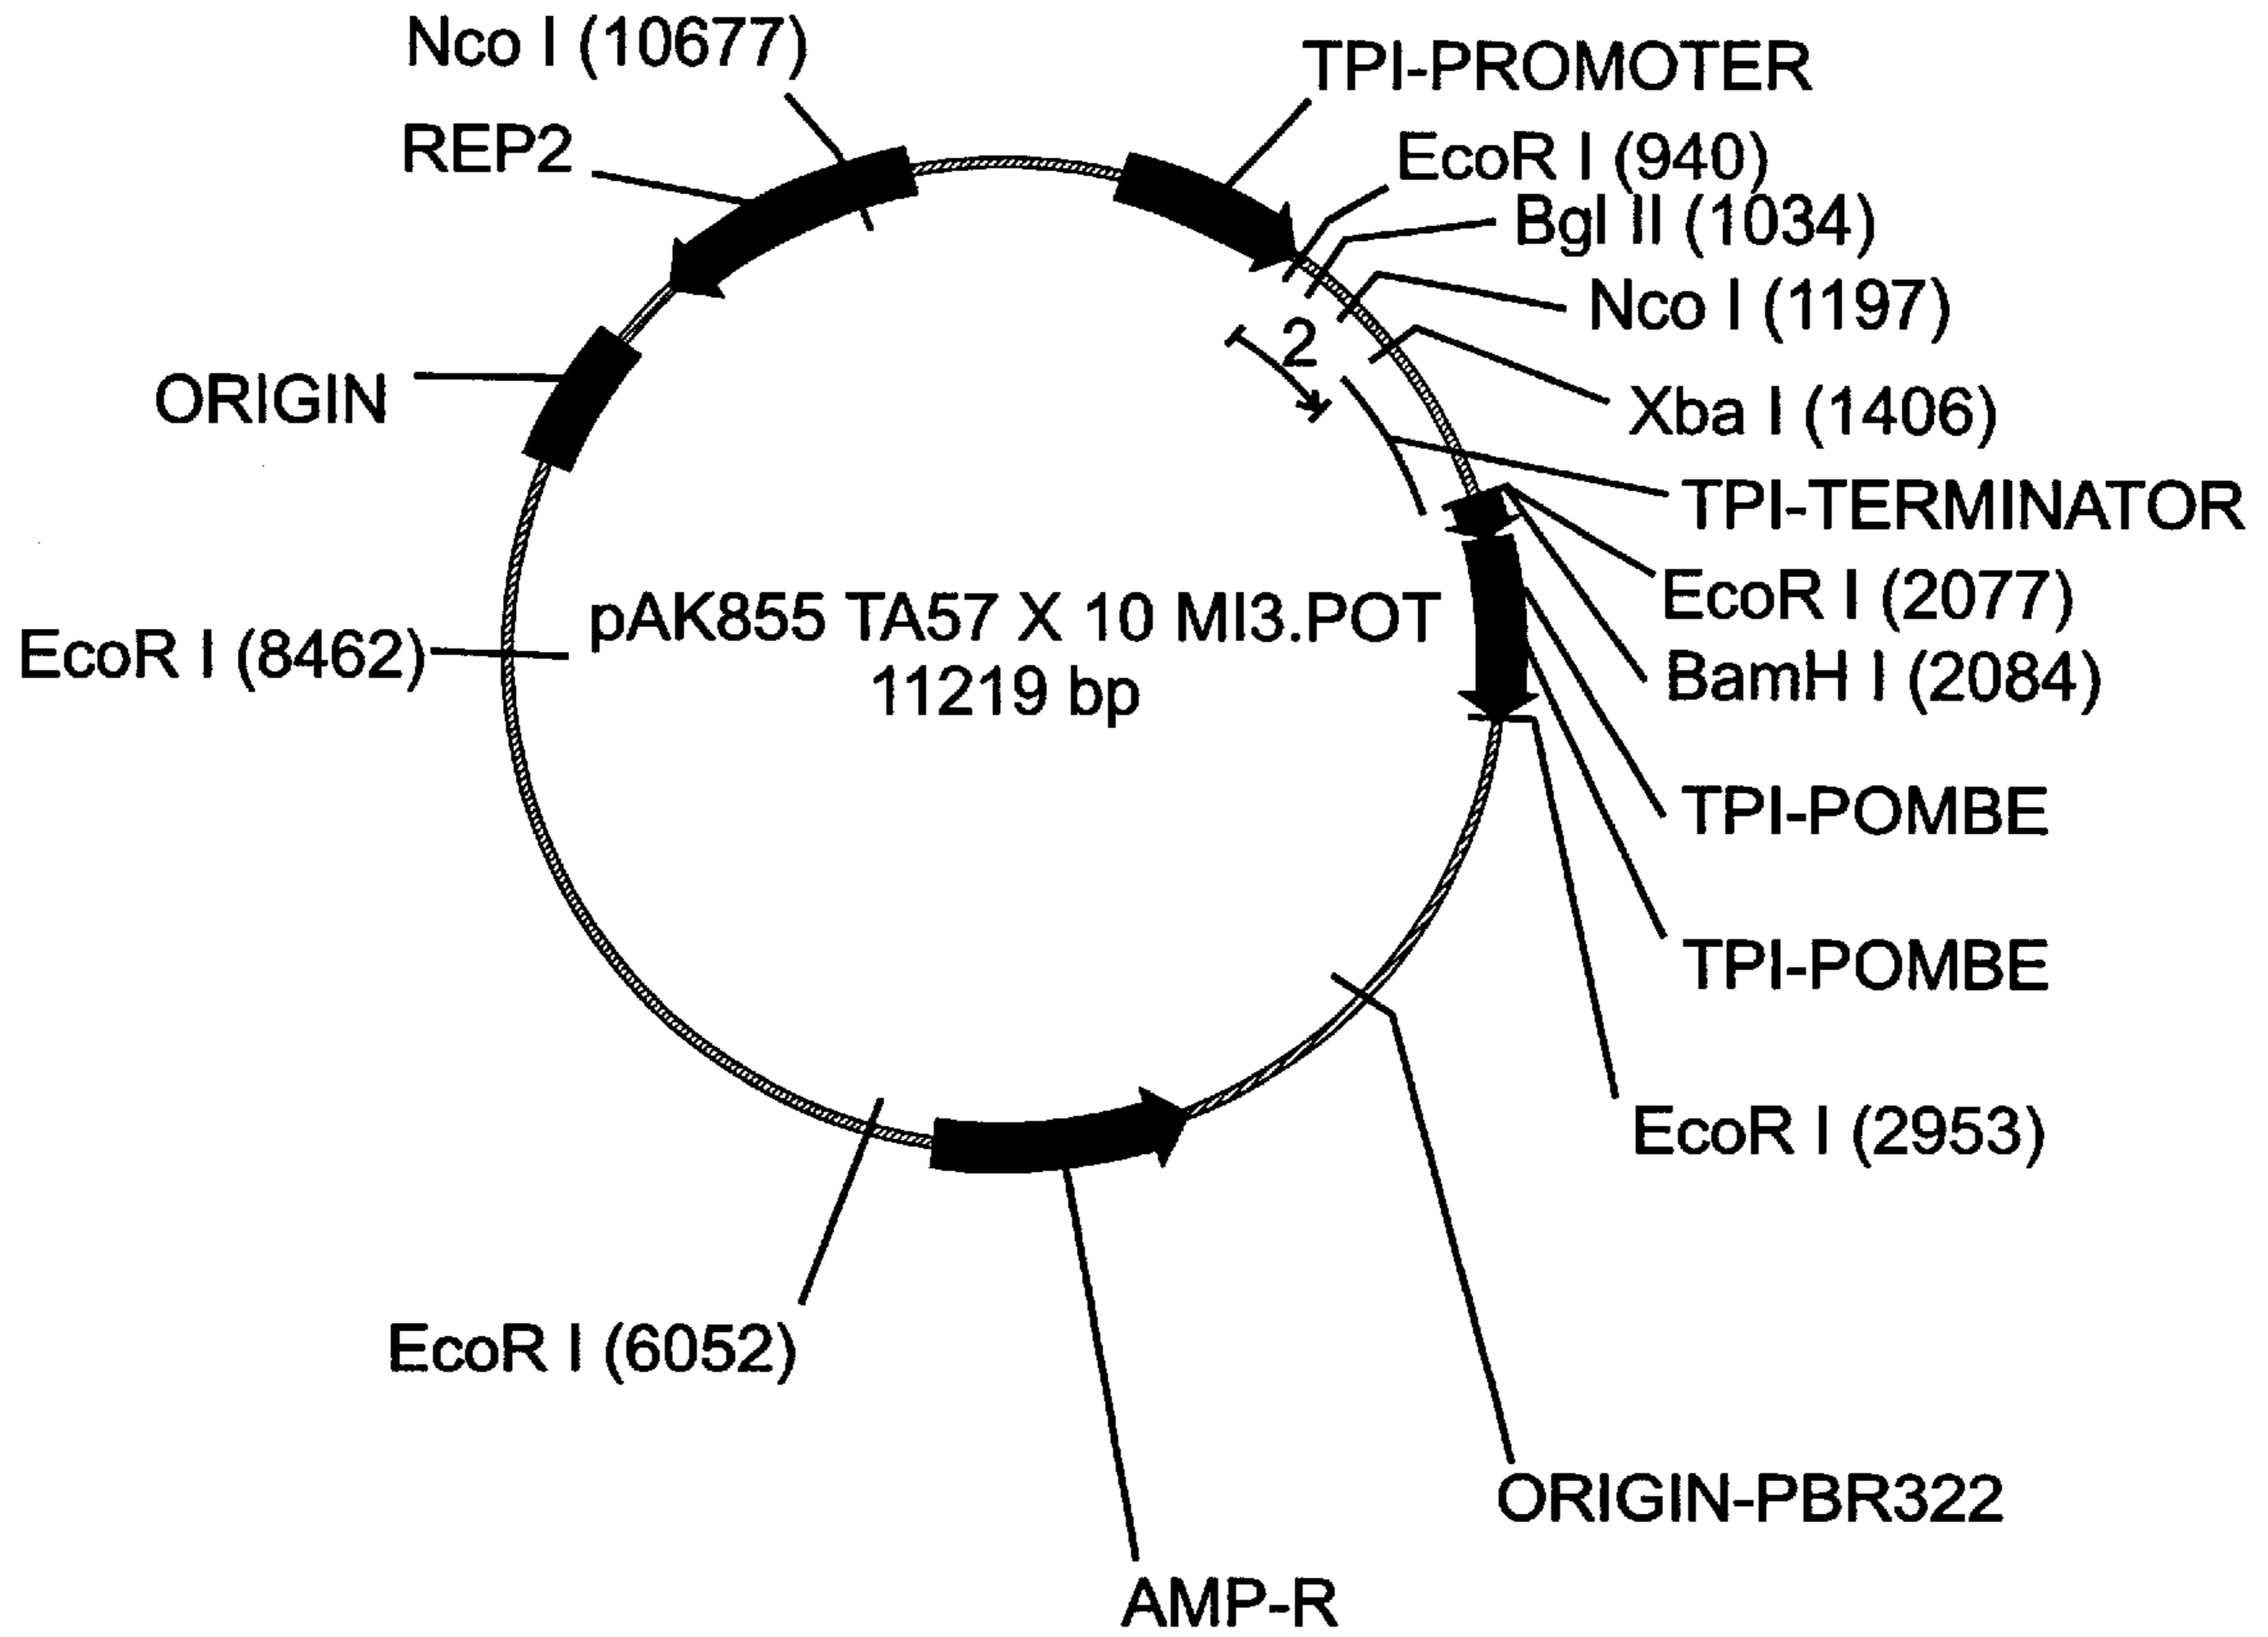 Nco I (10677)
TPI-PROMOTER
REP2
EcoR I (940)
Bgl II (1034)
Nco I (1197)
2
ORIGIN
Xba I (1406)
TPI-TERMINATOR
EcoR I (2077)
pAK855 TA57 X 10 MI3.POT
EcoR I (8462)
11219 bp
BamH I (2084)
TPI-POMBE
TPI-POMBE
EcoR I (2953)
EcoR I (6052)
ORIGIN-PBR322
AMP-R